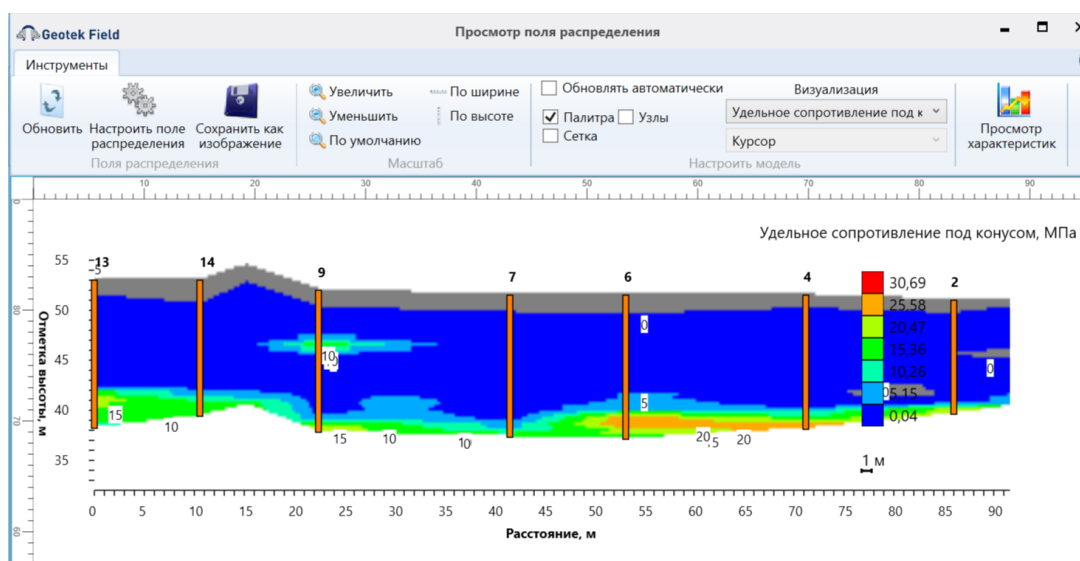 Geotek Field
Просмотр поля распределения
Инструменты
Обновить
Настроить поле распределения
Сохранить как изображение
Поля распределения
Увеличить
Уменьшить
По умолчанию
По ширине
По высоте
Масштаб
Обновлять автоматически
Палитра
Узлы
Сетка
Визуализация
Удельное сопротивление под к
Курсор
Настроить модель
Просмотр характеристик
10 20 30 40 50 60 70 80 90
80
70
60
Удельное сопротивление под конусом, МПа
Отметка высоты, м
55
50
45
40
35
13 14 9 7 6 4 2
5
0
10
0
5
15
10
15 10 10 20 20
30,69
25,58
20,47
15,36
10,26
5,15
0,04
1 м
0 5 10 15 20 25 30 35 40 45 50 55 60 65 70 75 80 85 90
Расстояние, м